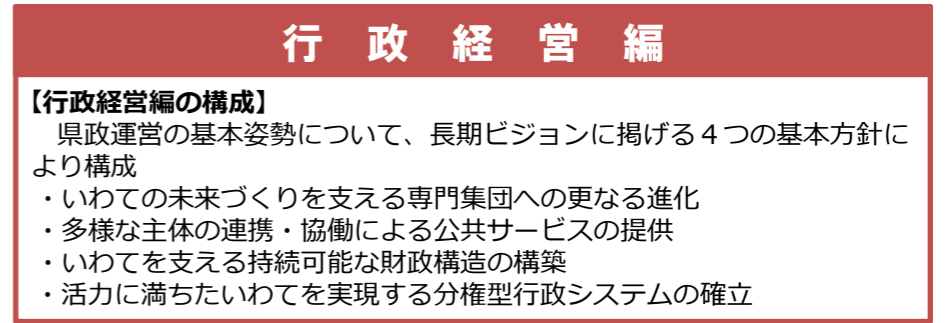 行政経営編
【行政経営編の構成】
　県政運営の基本姿勢について、長期ビジョンに掲げる４つの基本方針に
より構成
・いわての未来づくりを支える専門集団への更なる進化
・多様な主体の連携・協働による公共サービスの提供
・いわてを支える持続可能な財政構造の構築
・活力に満ちたいわてを実現する分権型行政システムの確立